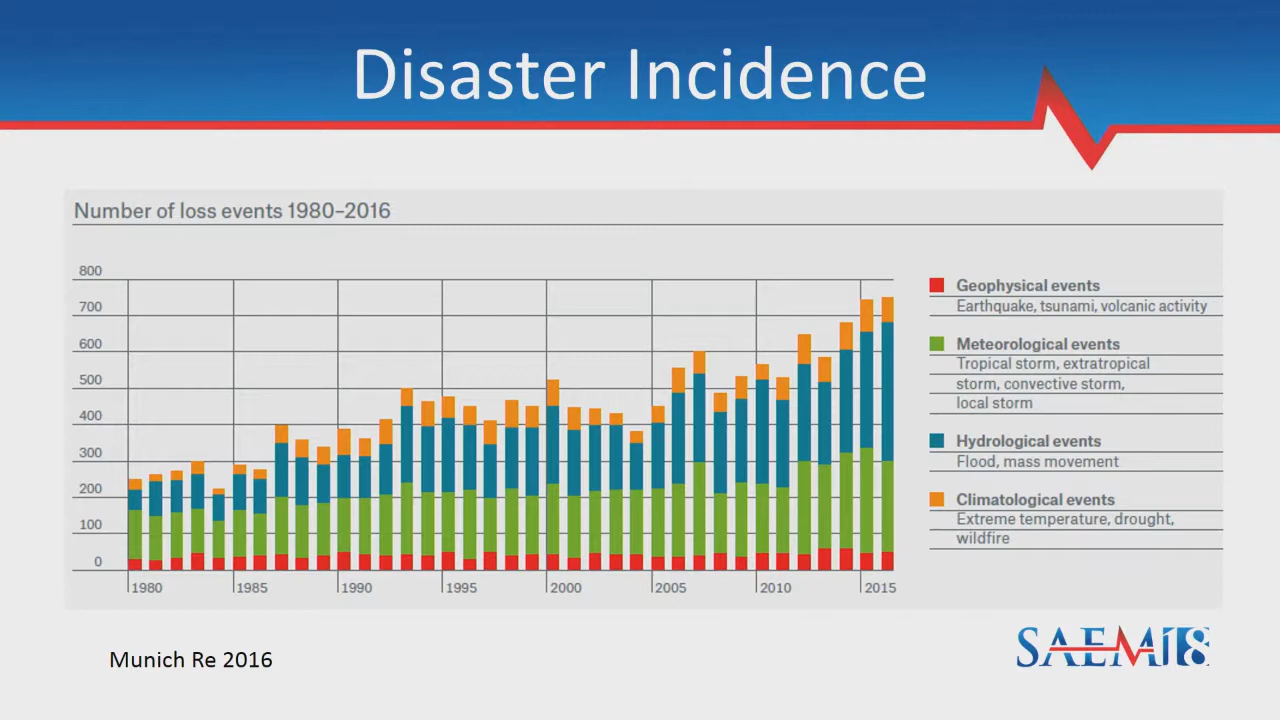 Disaster Incidence
Number of loss events 1980–2016
800
700
600
500
400
300
200
100
0
1980
1985
1990
1995
2000
2005
2010
2015
Geophysical events
Earthquake, tsunami, volcanic activity
Meteorological events
Tropical storm, extratropical
storm, convective storm,
local storm
Hydrological events
Flood, mass movement
Climatological events
Extreme temperature, drought,
wildfire
Munich Re 2016
SAEM18